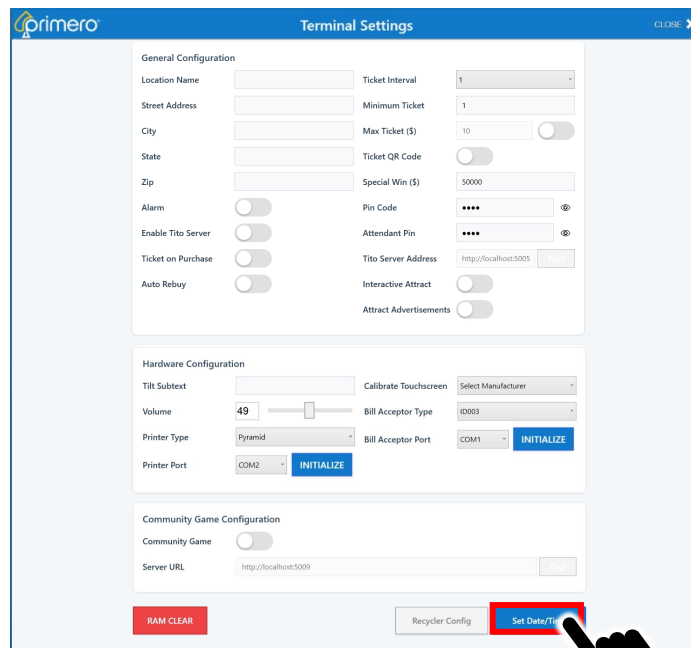 primero
Terminal Settings
CLOSE
General Configuration
Location Name
Ticket Interval
1
Street Address
Minimum Ticket
1
City
Max Ticket ($)
10
State
Ticket QR Code
Zip
Special Win ($)
50000
Alarm
Pin Code
••••
Enable Tito Server
Attendant Pin
••••
Ticket on Purchase
Tito Server Address
http://localhost:5005
Test
Auto Rebuy
Interactive Attract
Attract Advertisements
Hardware Configuration
Tilt Subtext
Calibrate Touchscreen
Select Manufacturer
Volume
49
Bill Acceptor Type
ID003
Printer Type
Pyramid
Bill Acceptor Port
COM1
INITIALIZE
Printer Port
COM2
INITIALIZE
Community Game Configuration
Community Game
Server URL
http://localhost:5009
Test
RAM CLEAR
Recycler Config
Set Date/Ti